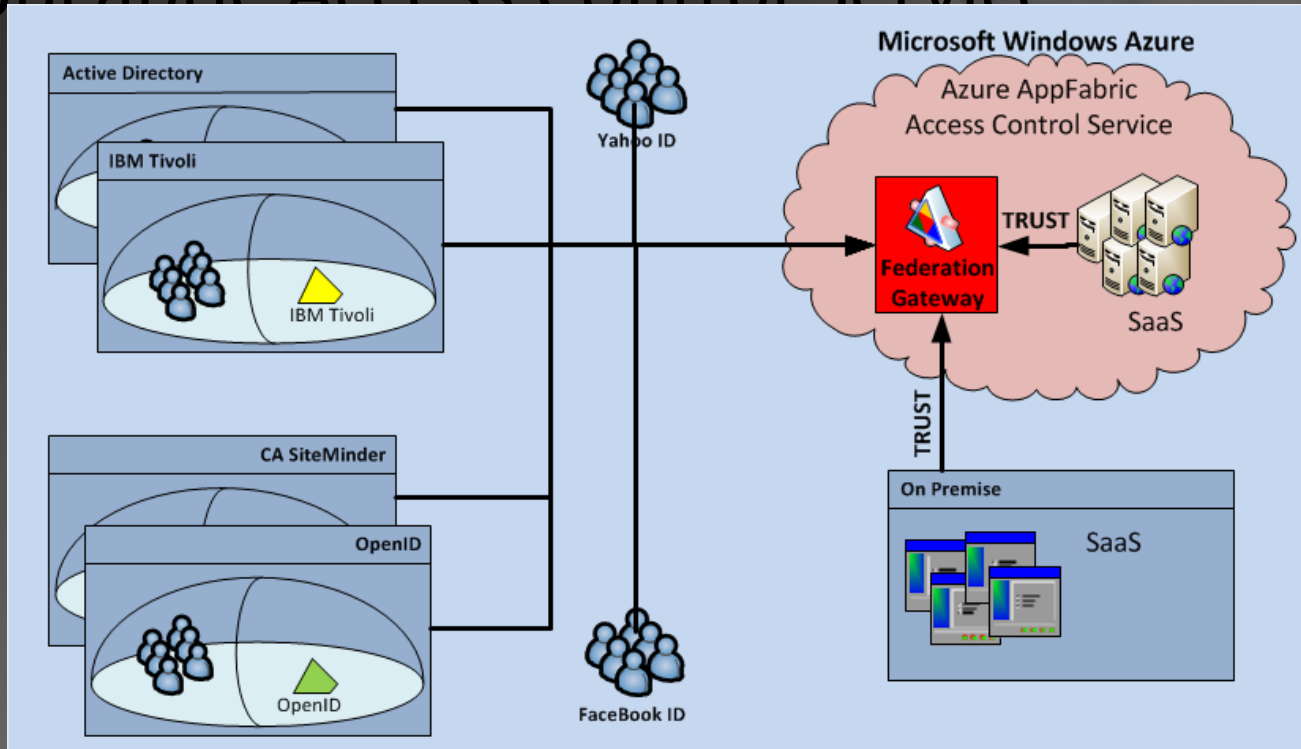 Microsoft Windows Azure
Active Directory
Azure AppFabric
Access Control Service
Yahoo ID
IBM Tivoli
TRUST
Federation
Gateway
IBM Tivoli
SaaS
TRUST
CA SiteMinder
On Premise
SaaS
OpenID
OpenID
FaceBook ID